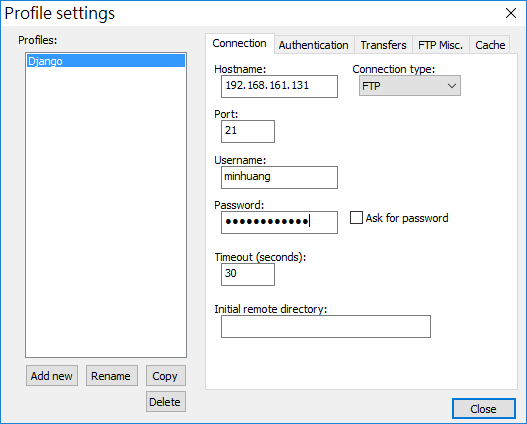 Profile settings
Profiles:
Django
Add new
Rename
Copy
Delete
Connection
Authentication
Transfers
FTP Misc.
Cache
Hostname:
192.168.161.131
Connection type:
FTP
Port:
21
Username:
minhuang
Password:
●●●●●●●●●●●●
Ask for password
Timeout (seconds):
30
Initial remote directory:
Close